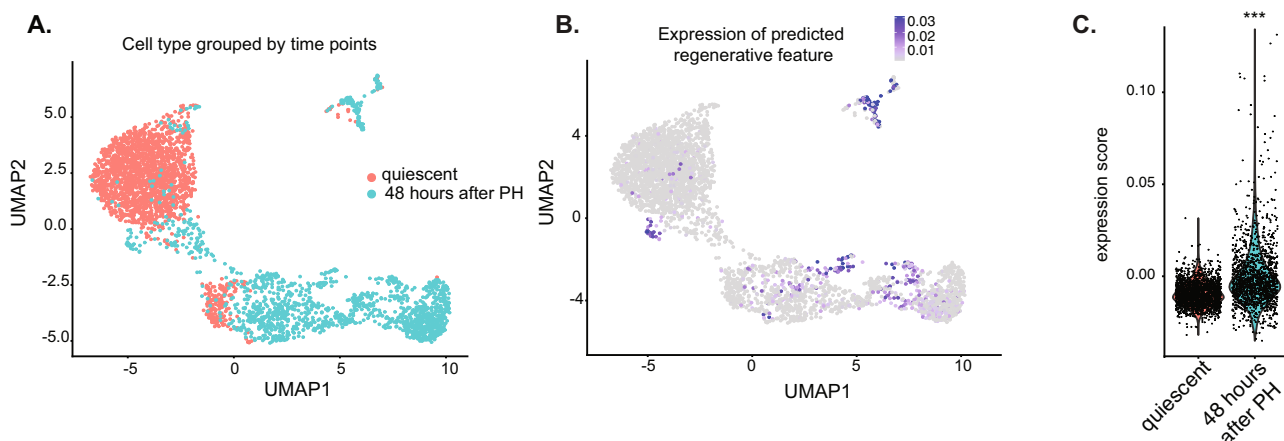 A.
Cell type grouped by time points
UMAP2
5.0
2.5
0.0
-2.5
-5.0
-5
0
5
10
UMAP1
quiescent
48 hours after PH
B.
Expression of predicted
regenerative feature
0.03
0.02
0.01
UMAP2
4
0
-4
-5
0
5
10
UMAP1
C.
***
expression score
0.10
0.05
0.00
quiescent
48 hours
after PH